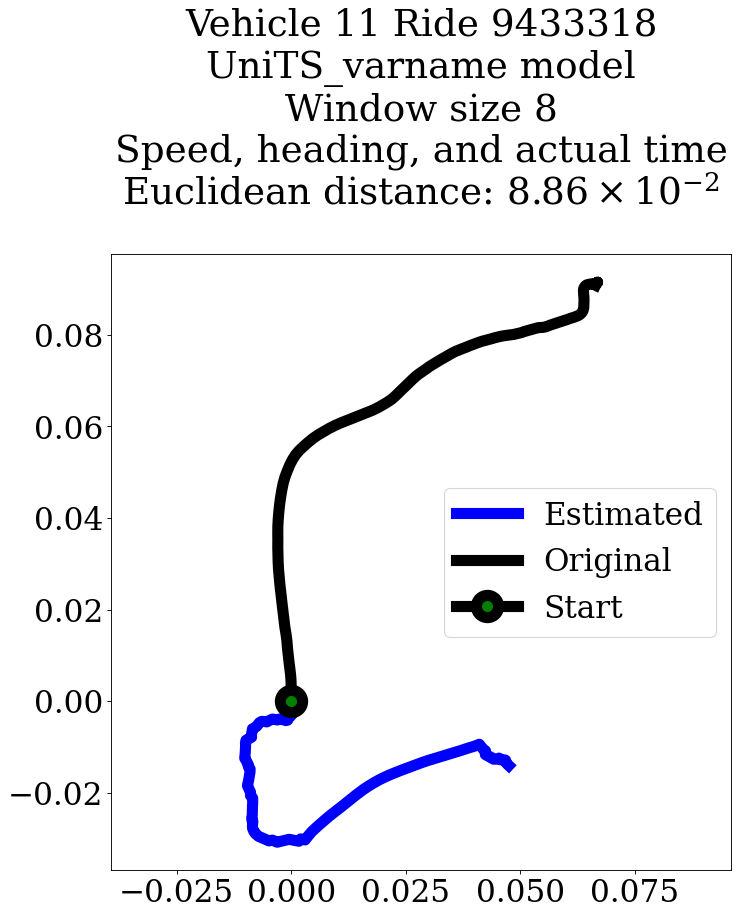 Vehicle 11 Ride 9433318
UniTS_varname model
Window size 8
Speed, heading, and actual time
Euclidean distance: 8.86 × 10⁻²
0.08
0.06
0.04
0.02
0.00
−0.02
Estimated
Original
Start
−0.025 0.000 0.025 0.050 0.075